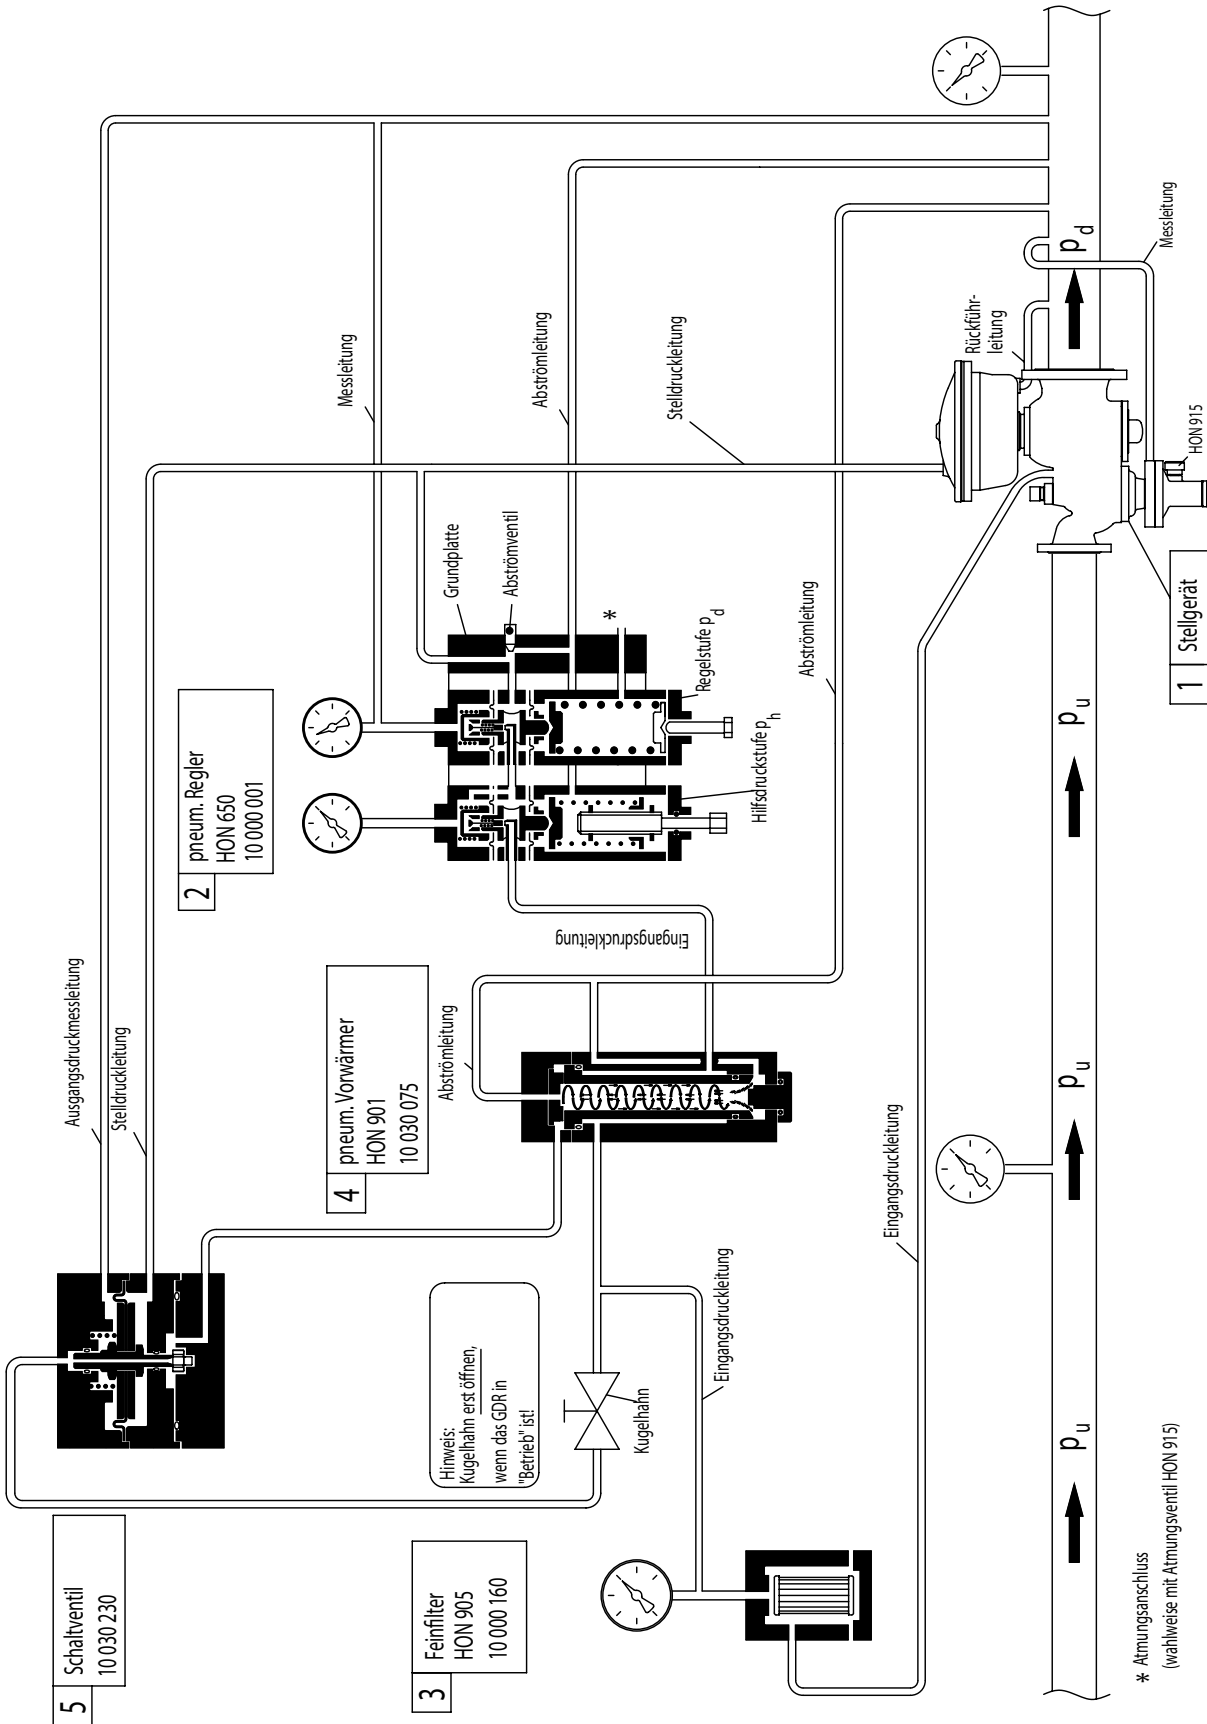 5
Schaltventil
10 030 230
Ausgangsdruckmessleitung
Stelldruckleitung
2
pneum. Regler
HON 650
10 000 001
Messleitung
Grundplatte
Abströmventil
Abströmleitung
*
Regelstufe p d
Hilfsdruckstufe p h
Stelldruckleitung
3
Feinfilter
HON 905
10 000 160
Hinweis:
Kugelhahn erst öffnen,
wenn das GDR in
"Betrieb" ist!
4
pneum. Vorwärmer
HON 901
10 030 075
Abströmleitung
Eingangsdruckleitung
Kugelhahn
Eingangsdruckleitung
Abströmleitung
Eingangsdruckleitung
Rückführ-
leitung
p u
p u
p u
p d
Messleitung
HON 915
1
Stellgerät
* Atmungsanschluss
(wahlweise mit Atmungsventil HON 915)